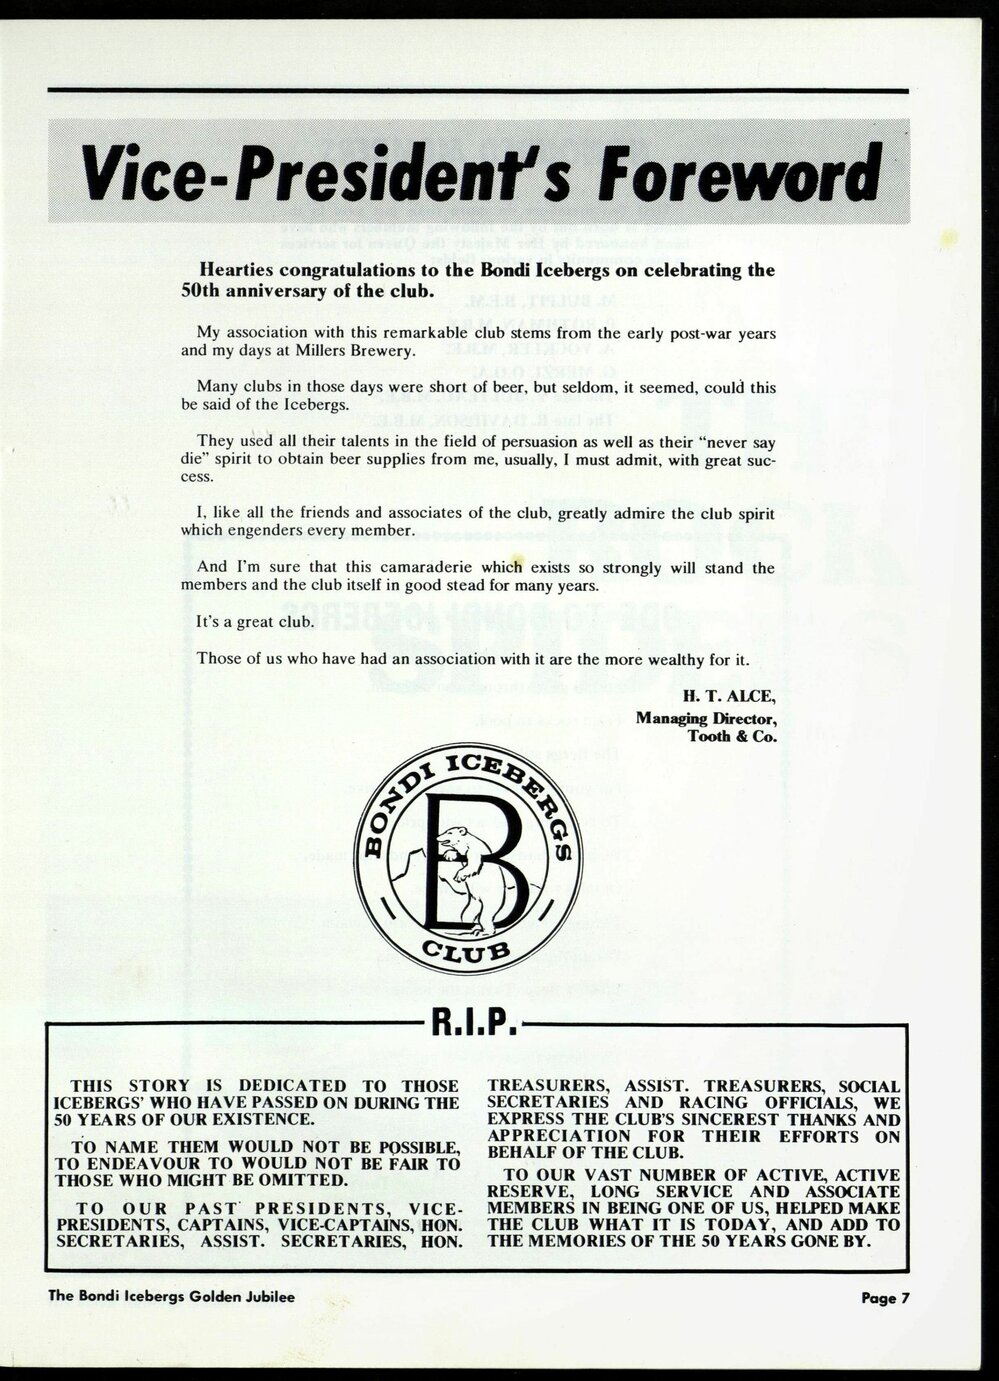 Vice-President's Foreword
Hearties congratulations to the Bondi Icebergs on celebrating the
50th anniversary of the club.
My association with this remarkable club stems from the early post-war years
and my days at Millers Brewery.
Many clubs in those days were short of beer, but seldom, it seemed, could this
be said of the Icebergs.
They used all their talents in the field of persuasion as well as their “never say
die” spirit to obtain beer supplies from me, usually, I must admit, with great suc-
cess.
I, like all the friends and associates of the club, greatly admire the club spirit
which engenders every member.
And I'm sure that this camaraderie which exists so strongly will stand the
members and the club itself in good stead for many years.
It's a great club.
Those of us who have had an association with it are the more wealthy for it.
H. T. ALCE,
Managing Director,
Tooth & Co.
BONDI ICEBERGS
B
CLUB
R.I.P.
THIS STORY IS DEDICATED TO THOSE
ICEBERGS' WHO HAVE PASSED ON DURING THE
50 YEARS OF OUR EXISTENCE.
TO NAME THEM WOULD NOT BE POSSIBLE,
TO ENDEAVOUR TO WOULD NOT BE FAIR TO
THOSE WHO MIGHT BE OMITTED.
TO OUR PAST PRESIDENTS, VICE-
PRESIDENTS, CAPTAINS, VICE-CAPTAINS, HON.
SECRETARIES, ASSIST. SECRETARIES, HON.
TREASURERS, ASSIST. TREASURERS, SOCIAL
SECRETARIES AND RACING OFFICIALS, WE
EXPRESS THE CLUB'S SINCEREST THANKS AND
APPRECIATION FOR THEIR EFFORTS ON
BEHALF OF THE CLUB.
TO OUR VAST NUMBER OF ACTIVE, ACTIVE
RESERVE, LONG SERVICE AND ASSOCIATE
MEMBERS IN BEING ONE OF US, HELPED MAKE
THE CLUB WHAT IT IS TODAY, AND ADD TO
THE MEMORIES OF THE 50 YEARS GONE BY.
The Bondi Icebergs Golden Jubilee
Page 7